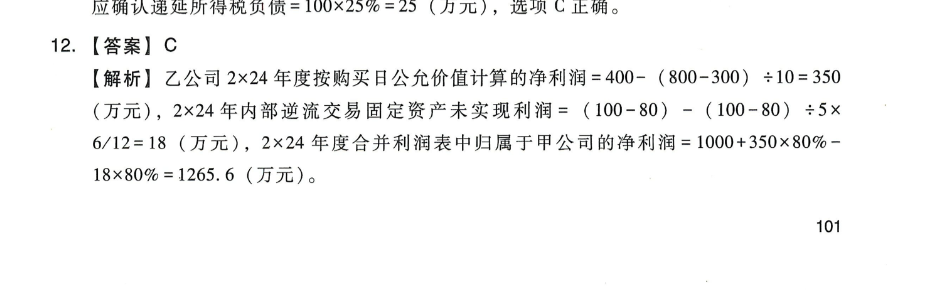 应确认递延所得税负债=100×25%=25（万元），选项 C 正确。
12. 【答案】C
【解析】乙公司 2×24 年度按购买日公允价值计算的净利润=400-（800-300）÷10=350
（万元），2×24 年内部逆流交易固定资产未实现利润=（100-80）-（100-80）÷5×
6/12=18（万元），2×24 年度合并利润表中归属于甲公司的净利润=1000+350×80%-
18×80%=1265.6（万元）。
101